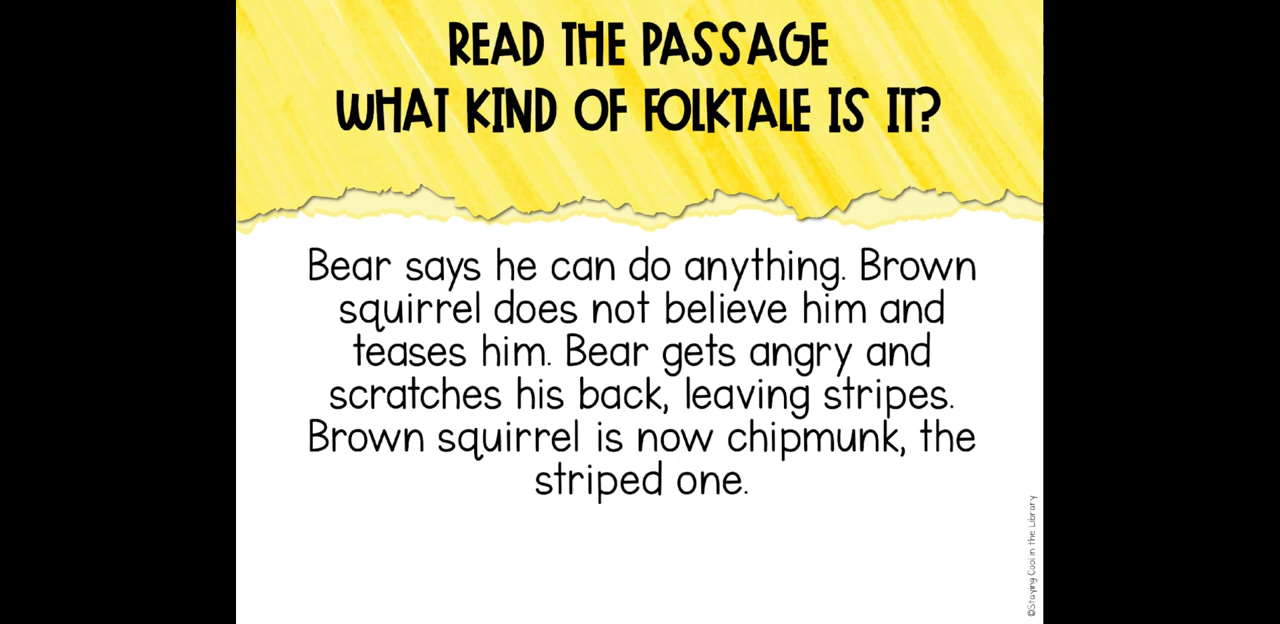 READ THE PASSAGE
WHAT KIND OF FOLKTALE IS IT?
Bear says he can do anything. Brown
squirrel does not believe him and
teases him. Bear gets angry and
scratches his back, leaving stripes.
Brown squirrel is now chipmunk, the
striped one.
©Staying Cool in the Library